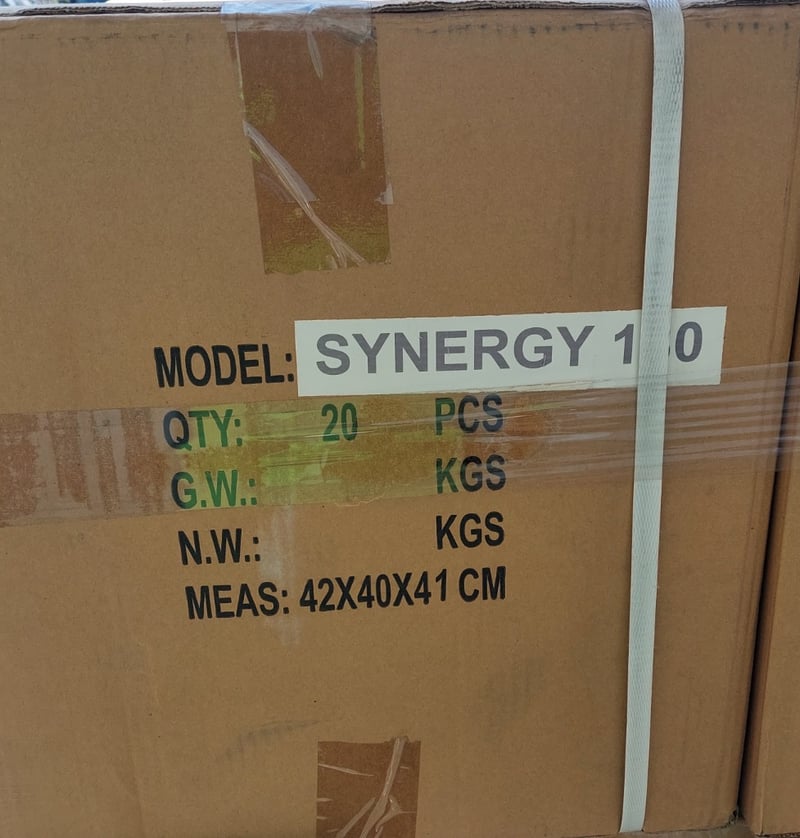 MODEL: SYNERGY
QTY: 20 PCS
G.W.: KGS
N.W.: KGS
MEAS: 42X40X41 CM